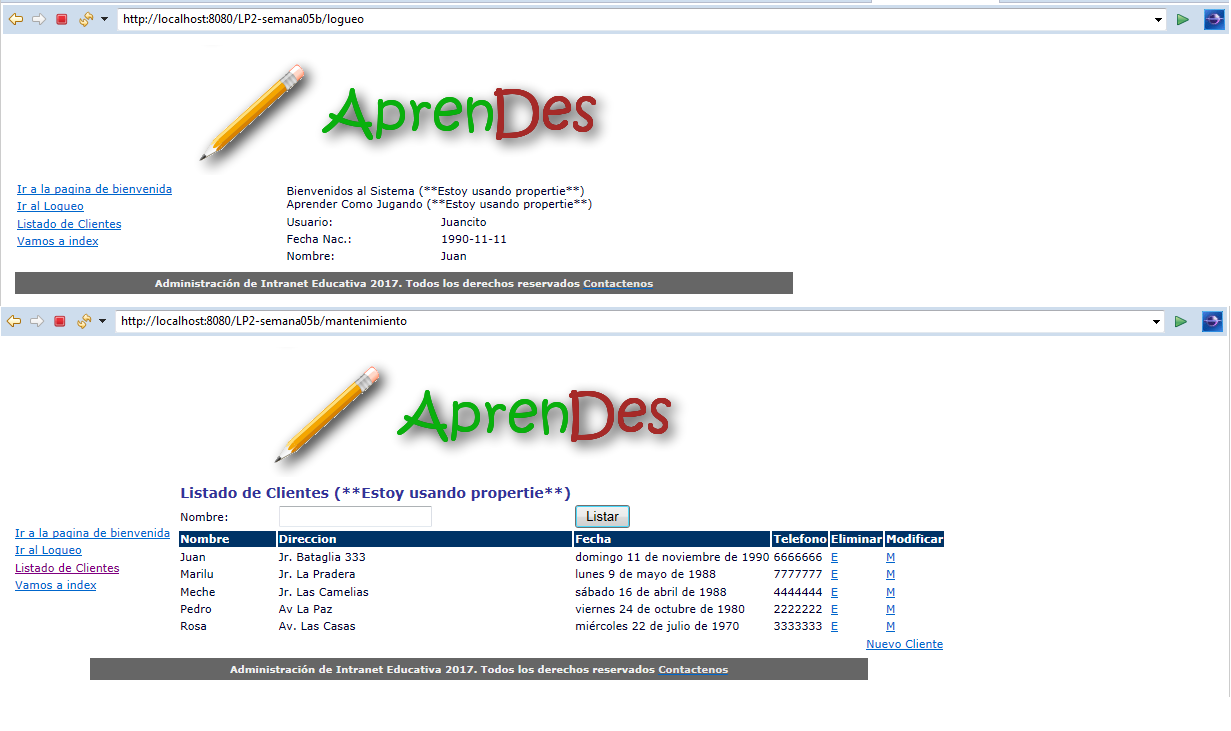 http://localhost:8080/LP2-semana05b/logueo
AprenDes
Ir a la pagina de bienvenida
Ir al Logueo
Listado de Clientes
Vamos a index
Bienvenidos al Sistema (**Estoy usando propertie**)
Aprender Como Jugando (**Estoy usando propertie**)
Usuario: Juancito
Fecha Nac.: 1990-11-11
Nombre: Juan
Administración de Intranet Educativa 2017. Todos los derechos reservados Contactenos
http://localhost:8080/LP2-semana05b/mantenimiento
AprenDes
Ir a la pagina de bienvenida
Ir al Logueo
Listado de Clientes
Vamos a index
Listado de Clientes (**Estoy usando propertie**)
Nombre: Listar
Nombre Direccion Fecha Telefono Eliminar Modificar
Juan Jr. Bataglia 333 domingo 11 de noviembre de 1990 6666666 E M
Marilu Jr. La Pradera lunes 9 de mayo de 1988 7777777 E M
Meche Jr. Las Camelias sábado 16 de abril de 1988 4444444 E M
Pedro Av La Paz viernes 24 de octubre de 1980 2222222 E M
Rosa Av. Las Casas miércoles 22 de julio de 1970 3333333 E M
Nuevo Cliente
Administración de Intranet Educativa 2017. Todos los derechos reservados Contactenos